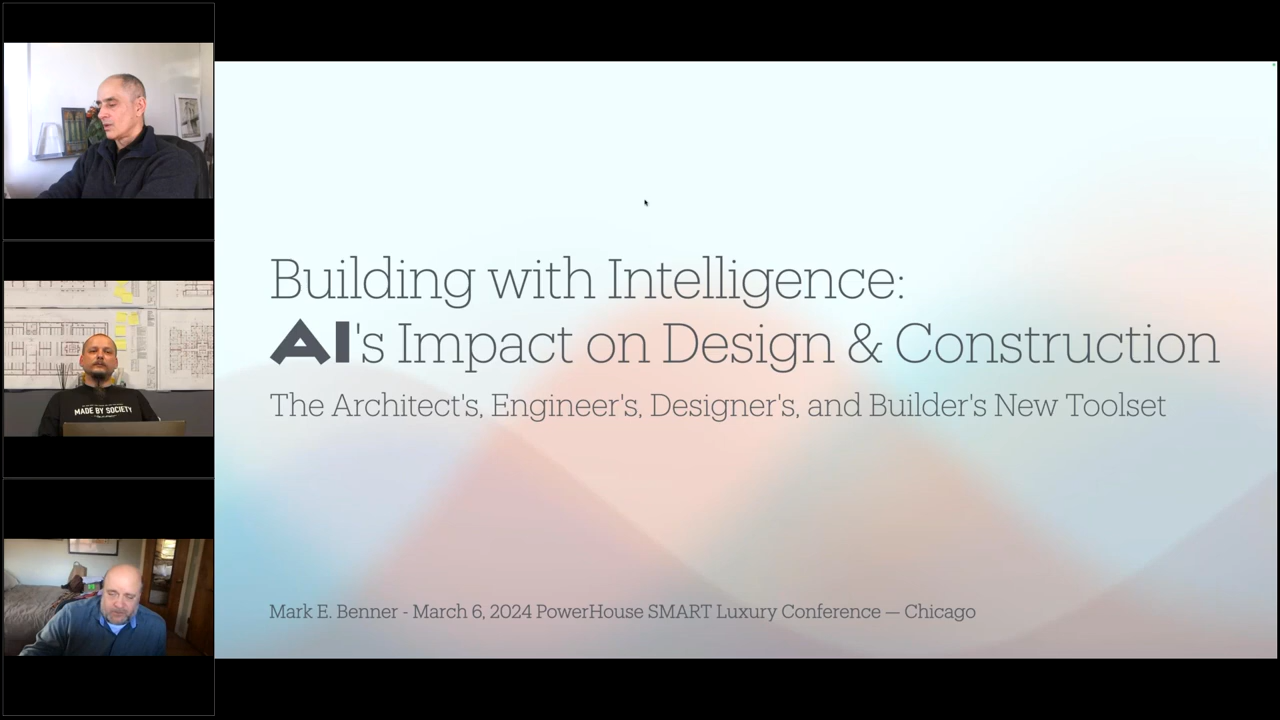 Building with Intelligence:
AI's Impact on Design & Construction
The Architect's, Engineer's, Designer's, and Builder's New Toolset
Mark E. Benner - March 6, 2024 PowerHouse SMART Luxury Conference — Chicago
MADE BY SOCIETY